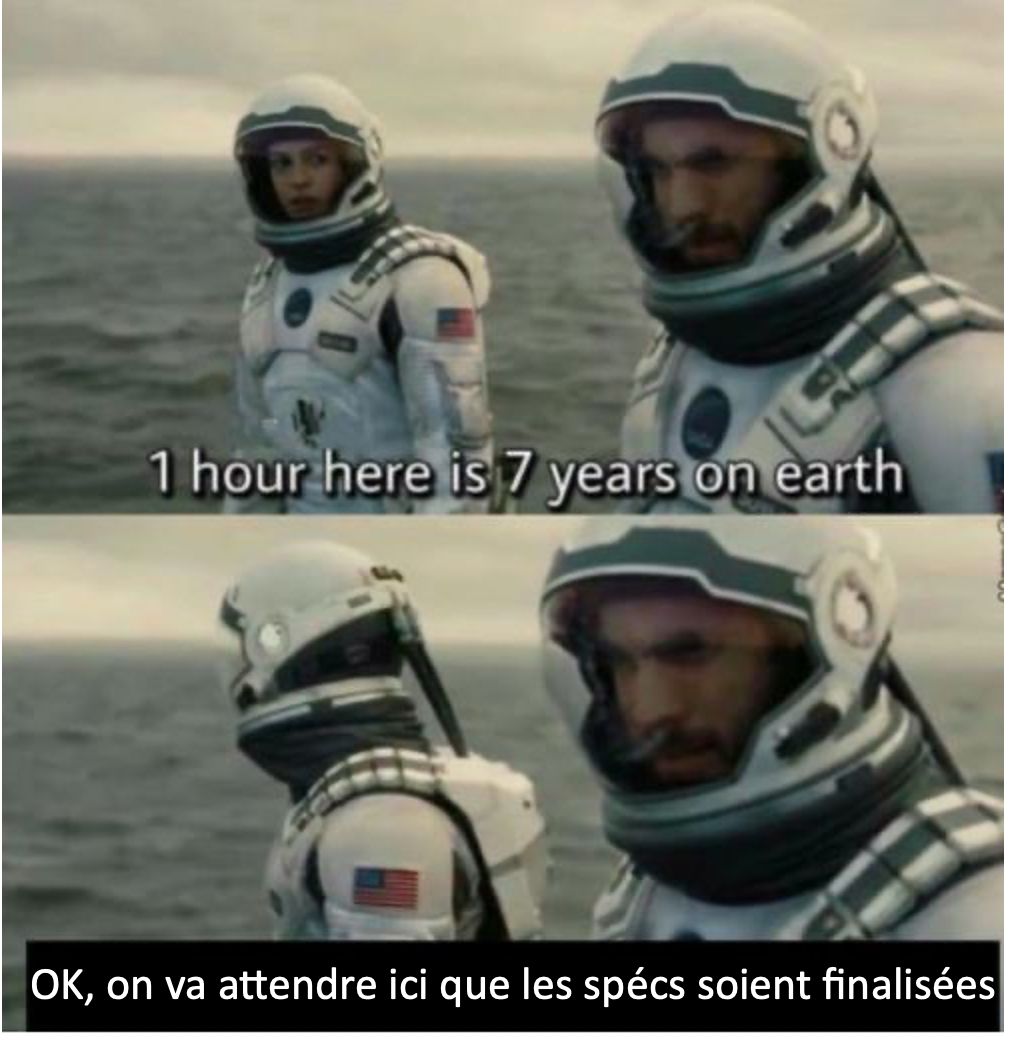 1 hour here is 7 years on earth
OK, on va attendre ici que les spécs soient finalisées